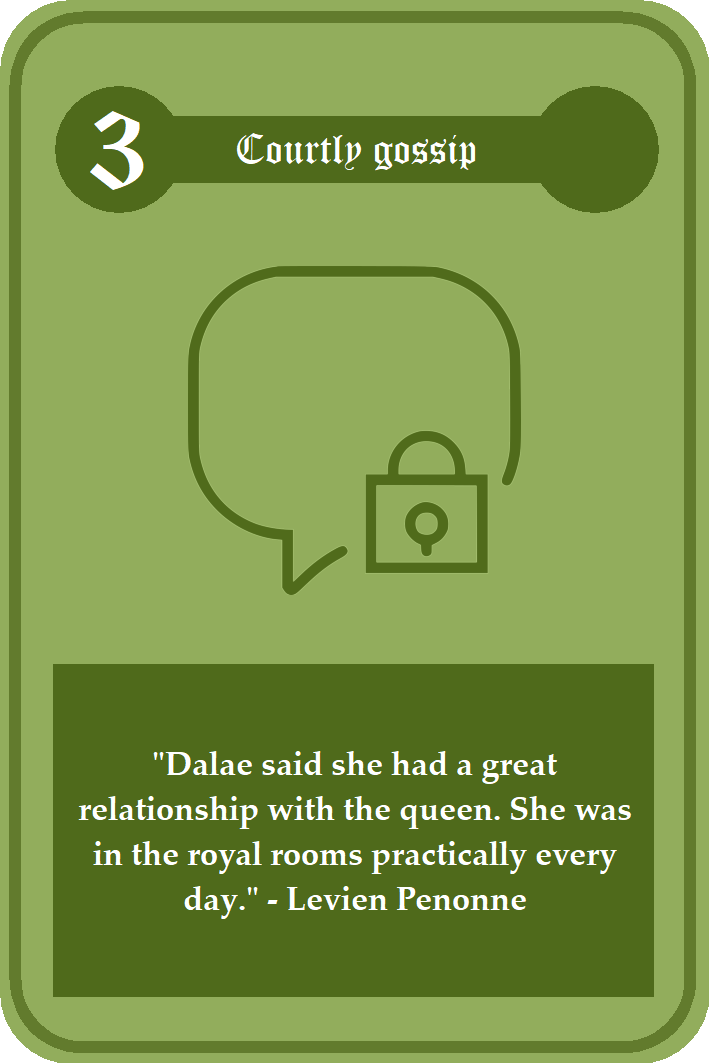 3
Courtly gossip
"Dalae said she had a great
relationship with the queen. She was
in the royal rooms practically every
day." - Levien Penonne